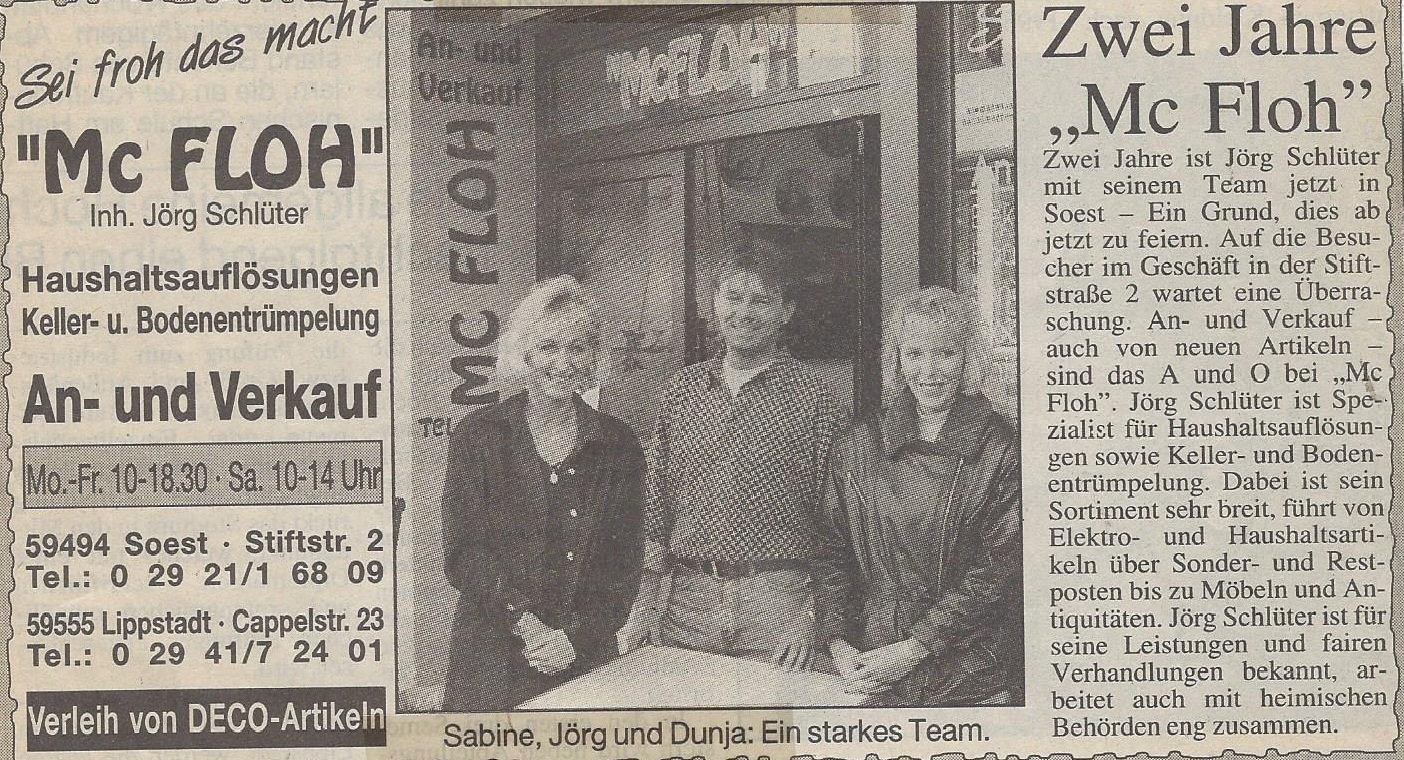 Sei froh das macht
"Mc FLOH"
Inh. Jörg Schlüter
Haushaltsauflösungen
Keller- u. Bodenentrümpelung
An- und Verkauf
Mo.-Fr. 10-18.30 · Sa. 10-14 Uhr
59494 Soest · Stiftstr. 2
Tel.: 0 29 21/1 68 09
59555 Lippstadt · Cappelstr. 23
Tel.: 0 29 41/7 24 01
Verleih von DECO-Artikeln
An- und
Verkauf
MC FLOH
Tel
"McFLOH"
Sabine, Jörg und Dunja: Ein starkes Team.
Zwei Jahre
„Mc Floh”
Zwei Jahre ist Jörg Schlüter
mit seinem Team jetzt in
Soest – Ein Grund, dies ab
jetzt zu feiern. Auf die Besu-
cher im Geschäft in der Stift-
straße 2 wartet eine Überra-
schung. An- und Verkauf –
auch von neuen Artikeln –
sind das A und O bei „Mc
Floh”. Jörg Schlüter ist Spe-
zialist für Haushaltsauflösun-
gen sowie Keller- und Boden-
entrümpelung. Dabei ist sein
Sortiment sehr breit, führt von
Elektro- und Haushaltsarti-
keln über Sonder- und Rest-
posten bis zu Möbeln und An-
tiquitäten. Jörg Schlüter ist für
seine Leistungen und fairen
Verhandlungen bekannt, ar-
beitet auch mit heimischen
Behörden eng zusammen.